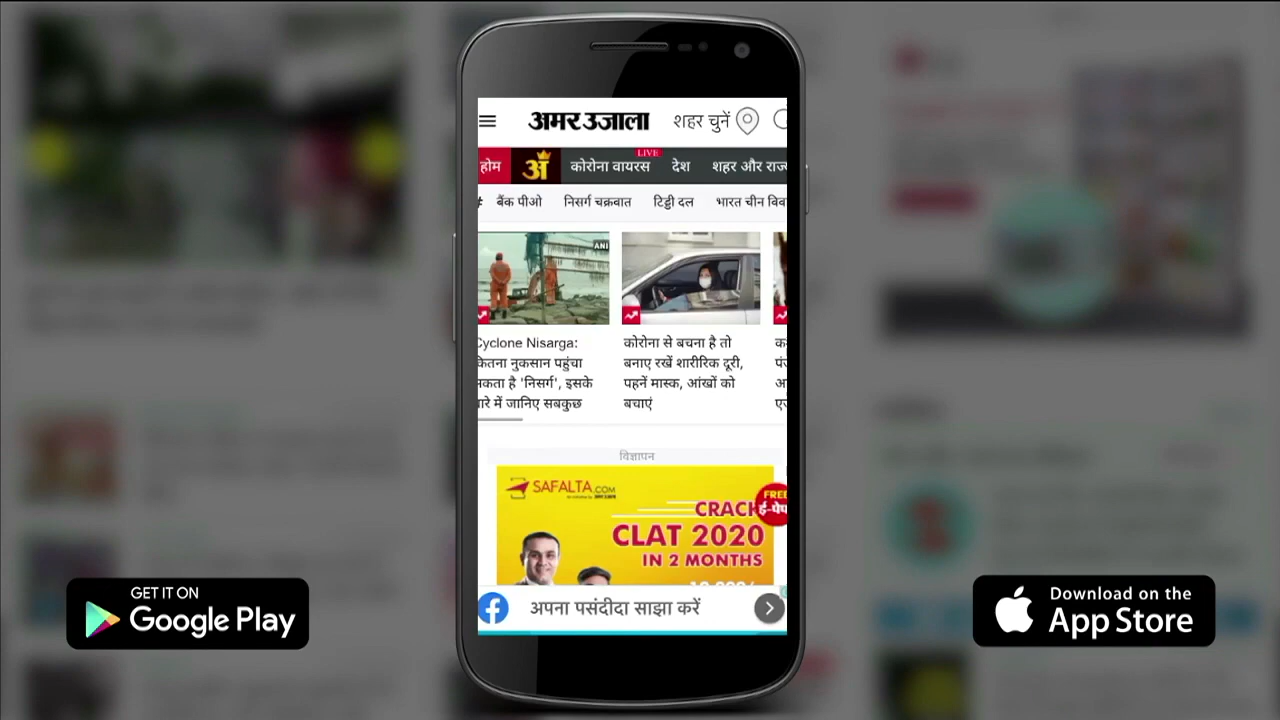 अमर उजाला
शहर चुनें
होम
अ
कोरोना वायरस
LIVE
देश
शहर और
# बैंक पीओ
निसर्ग चक्रवात
टिड्डी दल
भारत चीन
ANI
Cyclone Nisarga:
कितना नुकसान पहुंचा
सकता है 'निसर्ग', इसके
बारे में जानिए सबकुछ
कोरोना से बचना है तो
बनाए रखें शारीरिक दूरी,
पहनें मास्क, आंखों को
बचाएं
विज्ञापन
SAFALTA.COM
CRACK
CLAT 2020
IN 2 MONTHS
FREE
अपना पसंदीदा साझा करें
GET IT ON
Google Play
Download on the
App Store